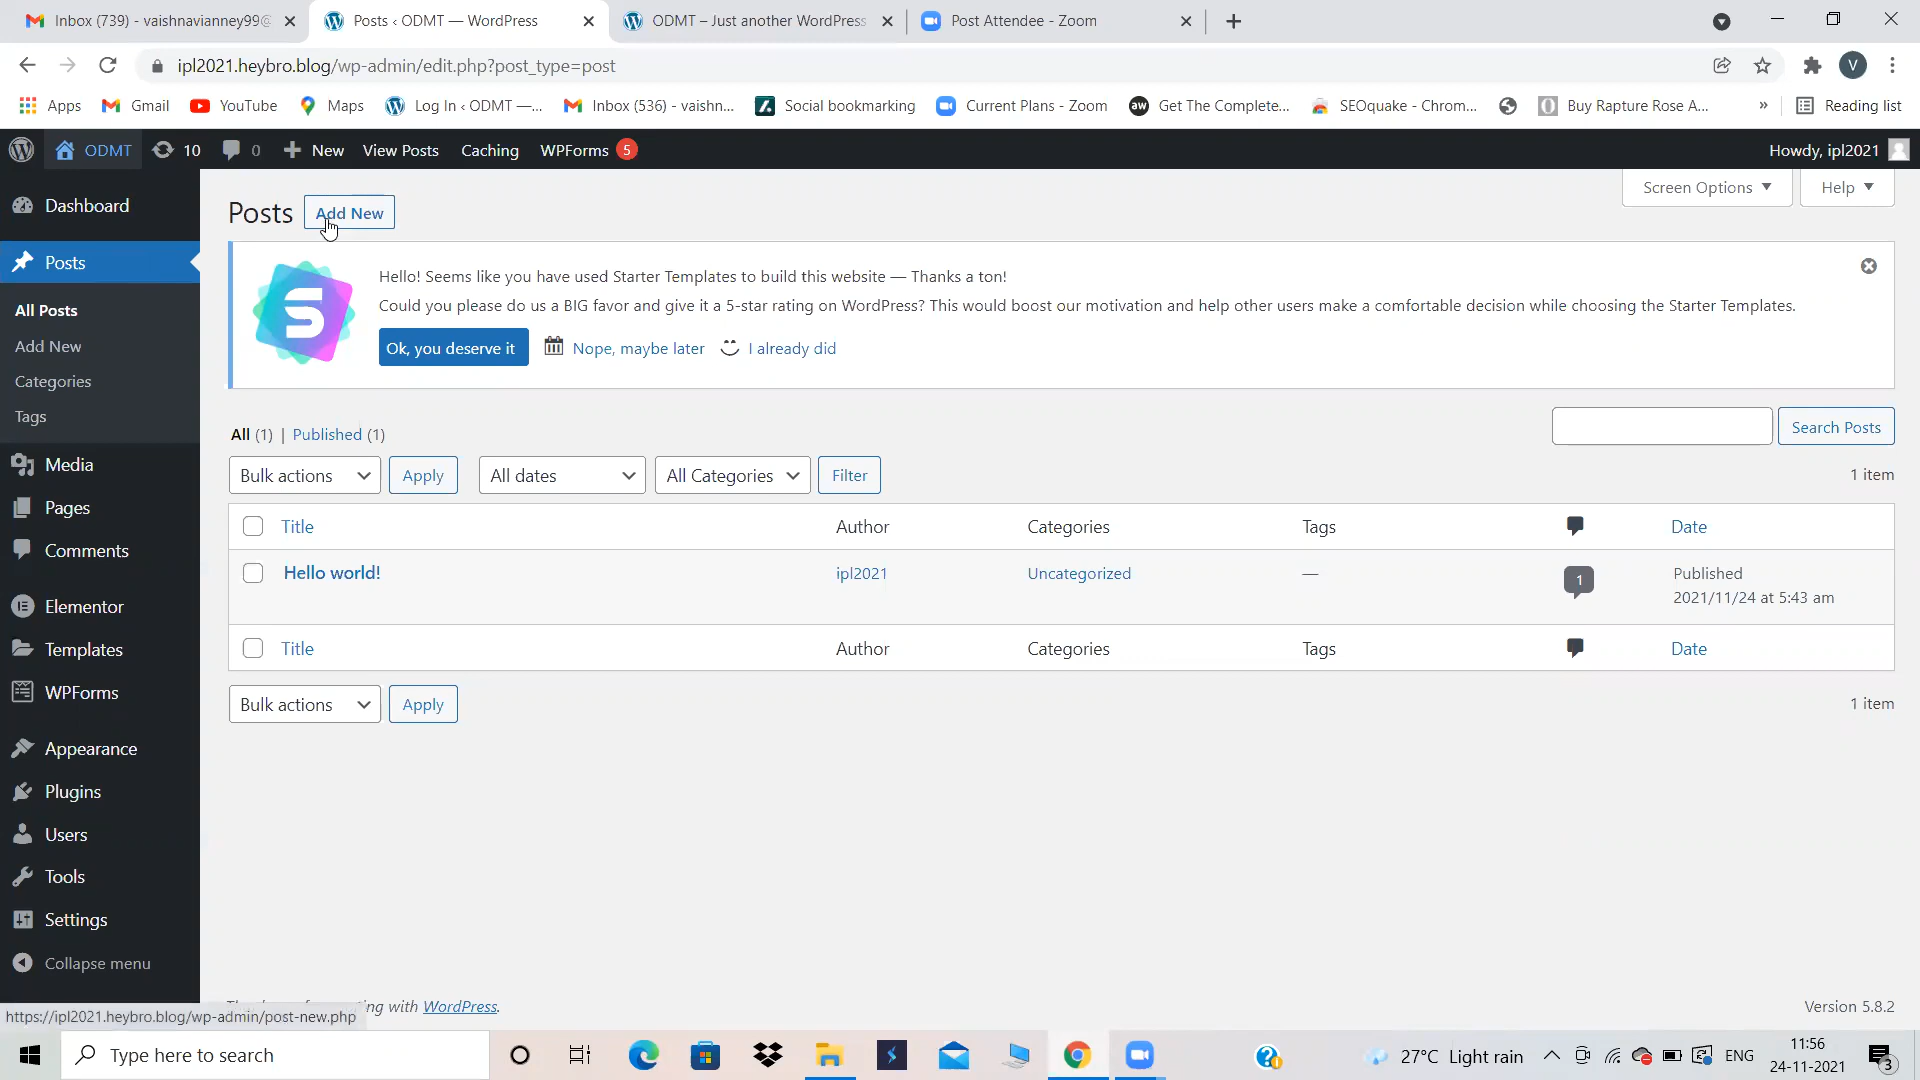 Inbox (739) - vaishnavianney99@
Posts ‹ ODMT — WordPress
ODMT – Just another WordPress
Post Attendee - Zoom
ipl2021.heybro.blog/wp-admin/edit.php?post_type=post
V
Apps
Gmail
YouTube
Maps
Log In ‹ ODMT —...
Inbox (536) - vaishn...
Social bookmarking
Current Plans - Zoom
aw
Get The Complete...
SEOquake - Chrom...
Buy Rapture Rose A...
»
Reading list
ODMT
10
0
New
View Posts
Caching
WPForms 5
Howdy, ipl2021
Dashboard
Posts
All Posts
Add New
Categories
Tags
Media
Pages
Comments
Elementor
Templates
WPForms
Appearance
Plugins
Users
Tools
Settings
Collapse menu
Screen Options
Help
Posts
Add New
S
Hello! Seems like you have used Starter Templates to build this website — Thanks a ton!
Could you please do us a BIG favor and give it a 5-star rating on WordPress? This would boost our motivation and help other users make a comfortable decision while choosing the Starter Templates.
Ok, you deserve it
Nope, maybe later
I already did
All (1) | Published (1)
Search Posts
Bulk actions
Apply
All dates
All Categories
Filter
1 item
Title
Author
Categories
Tags
Date
Hello world!
ipl2021
Uncategorized
—
1
Published
2021/11/24 at 5:43 am
Title
Author
Categories
Tags
Date
Bulk actions
Apply
1 item
ng with WordPress.
Version 5.8.2
https://ipl2021.heybro.blog/wp-admin/post-new.php
Type here to search
27°C Light rain
ENG
11:56
24-11-2021
3